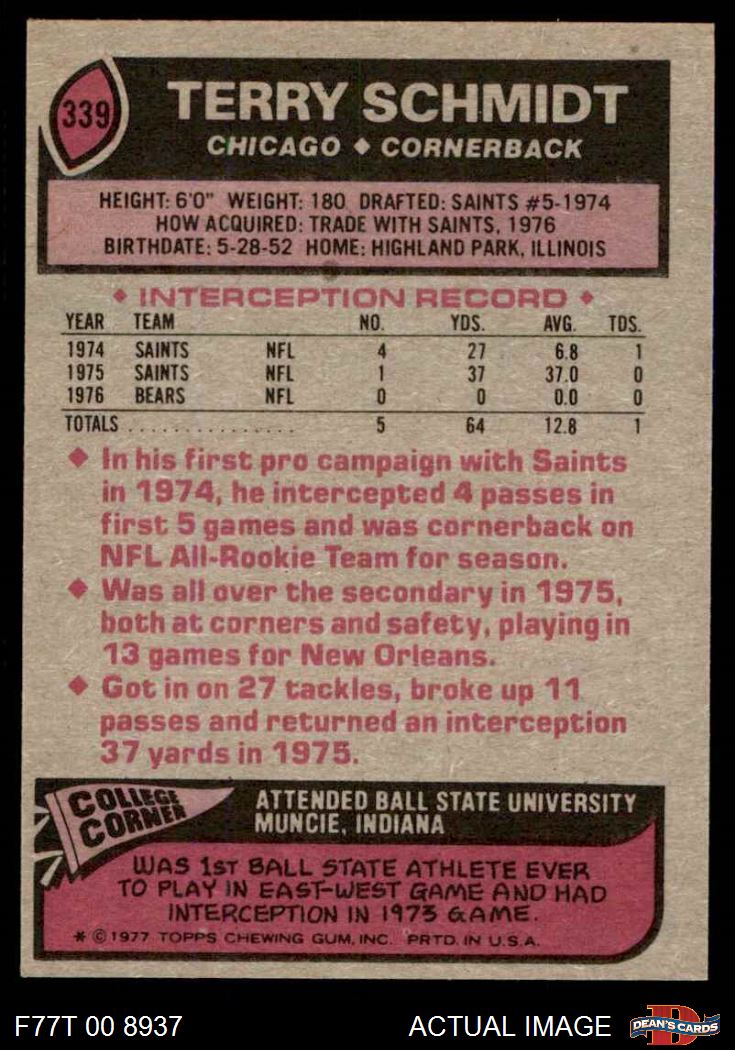 339
TERRY SCHMIDT
CHICAGO ♦ CORNERBACK
HEIGHT: 6'0" WEIGHT: 180 DRAFTED: SAINTS #5-1974
HOW ACQUIRED: TRADE WITH SAINTS, 1976
BIRTHDATE: 5-28-52 HOME: HIGHLAND PARK, ILLINOIS
♦ INTERCEPTION RECORD ♦
YEAR TEAM NO. YDS. AVG. TDS.
1974 SAINTS NFL 4 27 6.8 1
1975 SAINTS NFL 1 37 37.0 0
1976 BEARS NFL 0 0 0.0 0
TOTALS . . . . . . . . . . . . . . . 5 64 12.8 1
♦ In his first pro campaign with Saints
in 1974, he intercepted 4 passes in
first 5 games and was cornerback on
NFL All-Rookie Team for season.
♦ Was all over the secondary in 1975,
both at corners and safety, playing in
13 games for New Orleans.
♦ Got in on 27 tackles, broke up 11
passes and returned an interception
37 yards in 1975.
COLLEGE
CORNER
ATTENDED BALL STATE UNIVERSITY
MUNCIE, INDIANA
WAS 1ST BALL STATE ATHLETE EVER
TO PLAY IN EAST-WEST GAME AND HAD
INTERCEPTION IN 1973 GAME.
* © 1977 TOPPS CHEWING GUM, INC. PRTD. IN U.S.A.
F77T 00 8937
ACTUAL IMAGE
D
DEAN'S CARDS